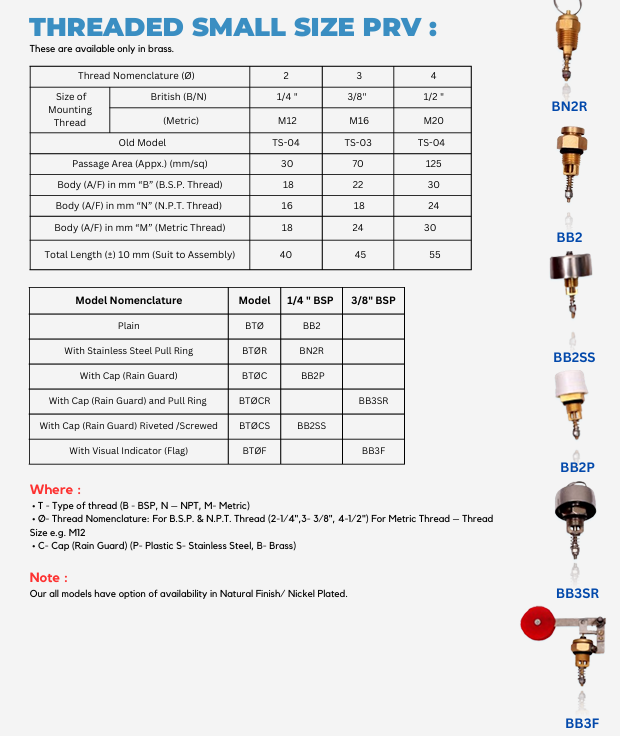 THREADED SMALL SIZE PRV :
These are available only in brass.
Thread Nomenclature (Ø) 2 3 4
Size of Mounting Thread British (B/N) 1/4 " 3/8" 1/2 "
(Metric) M12 M16 M20
Old Model TS-04 TS-03 TS-04
Passage Area (Appx.) (mm/sq) 30 70 125
Body (A/F) in mm “B” (B.S.P. Thread) 18 22 30
Body (A/F) in mm “N” (N.P.T. Thread) 16 18 24
Body (A/F) in mm “M” (Metric Thread) 18 24 30
Total Length (±) 10 mm (Suit to Assembly) 40 45 55
Model Nomenclature Model 1/4 " BSP 3/8" BSP
Plain BTØ BB2
With Stainless Steel Pull Ring BTØR BN2R
With Cap (Rain Guard) BTØC BB2P
With Cap (Rain Guard) and Pull Ring BTØCR BB3SR
With Cap (Rain Guard) Riveted /Screwed BTØCS BB2SS
With Visual Indicator (Flag) BTØF BB3F
Where :
• T - Type of thread (B - BSP, N – NPT, M- Metric)
• Ø- Thread Nomenclature: For B.S.P. & N.P.T. Thread (2-1/4",3- 3/8", 4-1/2") For Metric Thread – Thread
Size e.g. M12
• C- Cap (Rain Guard) (P- Plastic S- Stainless Steel, B- Brass)
Note :
Our all models have option of availability in Natural Finish/ Nickel Plated.
BN2R
BB2
BB2SS
BB2P
BB3SR
BB3F